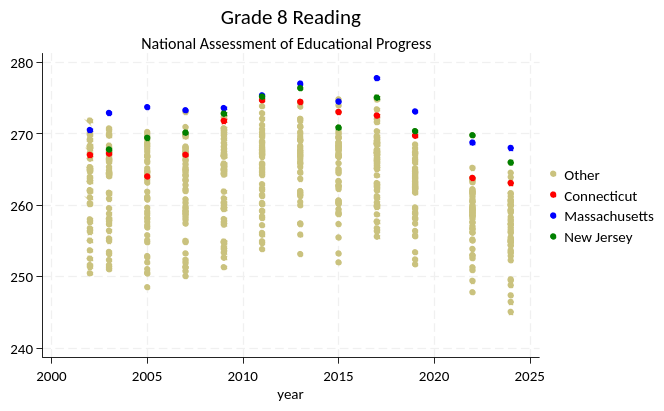 Grade 8 Reading
National Assessment of Educational Progress
280
270
260
250
240
2000
2005
2010
2015
2020
2025
year
Other
Connecticut
Massachusetts
New Jersey